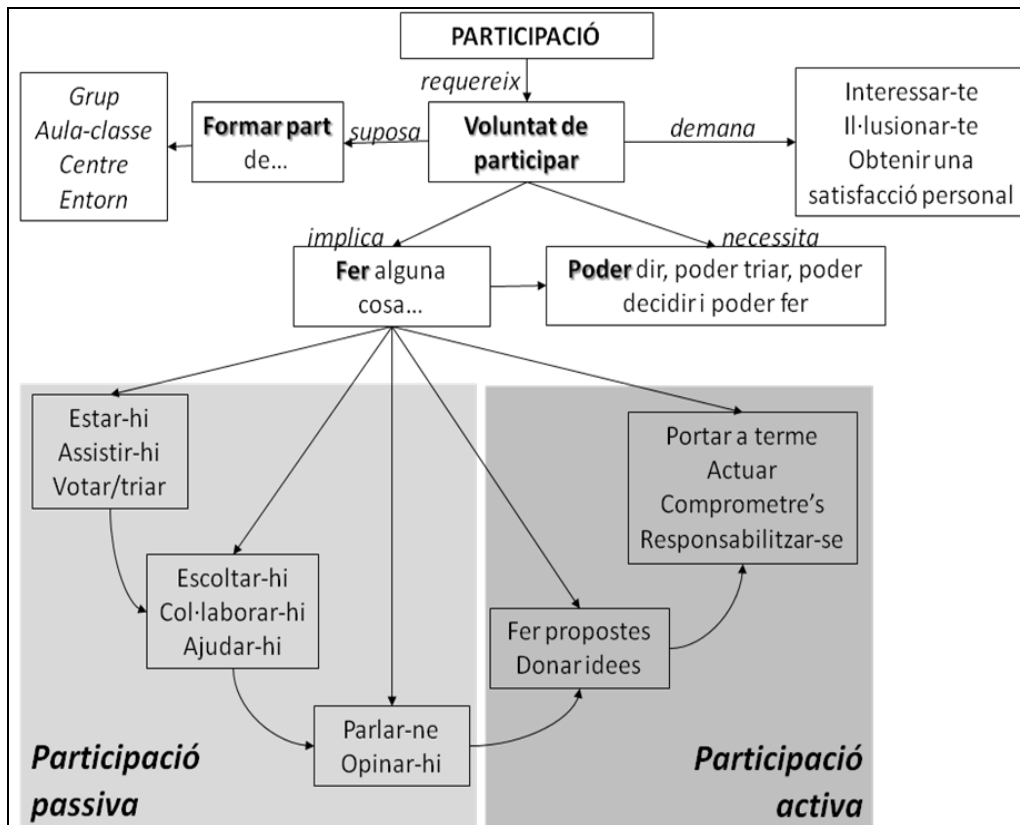 PARTICIPACIÓ
requereix
Grup
Aula-classe
Centre
Entorn
Formar part
de...
suposa
Voluntat de
participar
demana
Interessar-te
Il·lusionar-te
Obtenir una
satisfacció personal
implica
necessita
Fer alguna
cosa...
Poder dir, poder triar, poder
decidir i poder fer
Estar-hi
Assistir-hi
Votar/triar
Escoltar-hi
Col·laborar-hi
Ajudar-hi
Parlar-ne
Opinar-hi
Participació
passiva
Portar a terme
Actuar
Comprometre’s
Responsabilitzar-se
Fer propostes
Donar idees
Participació
activa